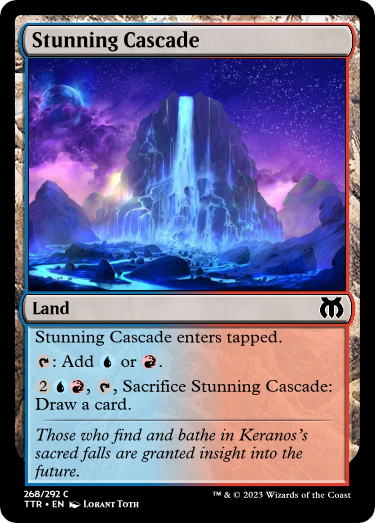 Stunning Cascade
Land
Stunning Cascade enters tapped.
: Add or .
2 , , Sacrifice Stunning Cascade:
Draw a card.
Those who find and bathe in Keranos's
sacred falls are granted insight into the
future.
268/292 C
TTR • EN Lorant Toth
™ & © 2023 Wizards of the Coast